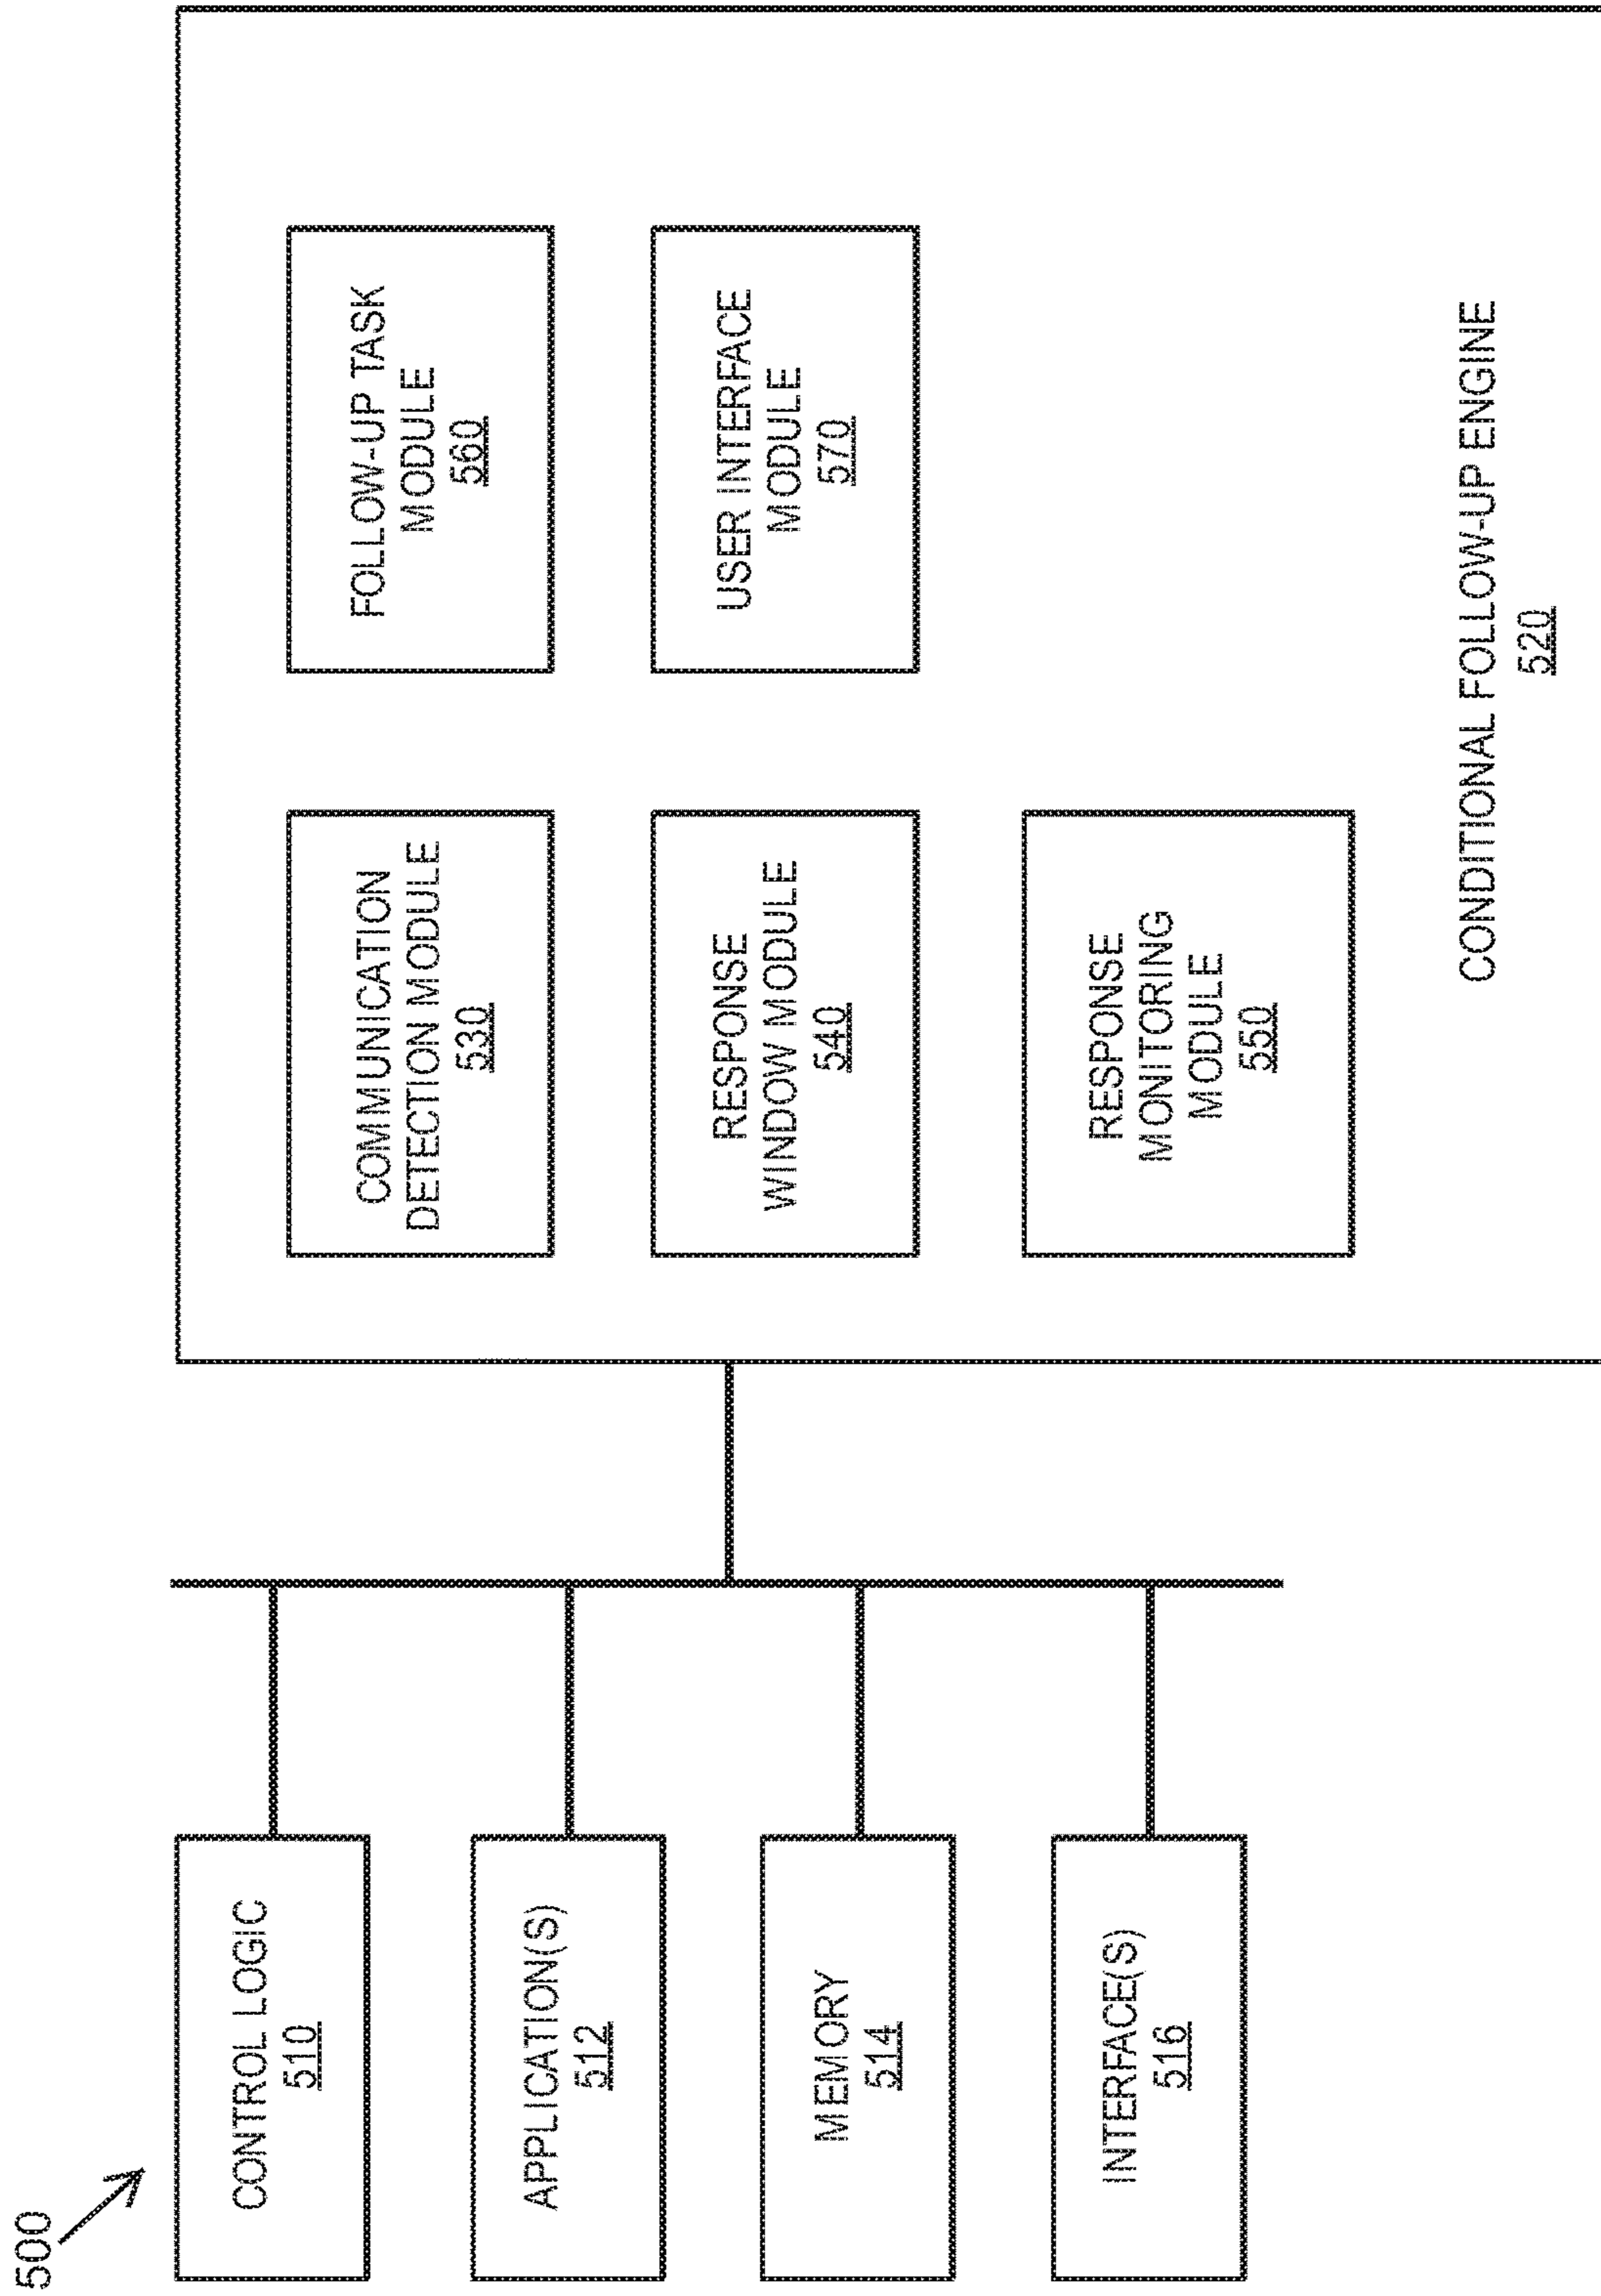 500
CONTROL LOGIC
510
APPLICATION(S)
512
MEMORY
514
INTERFACE(S)
516
COMMUNICATION
DETECTION MODULE
530
RESPONSE
WINDOW MODULE
540
RESPONSE
MONITORING
MODULE
550
FOLLOW-UP TASK
MODULE
560
USER INTERFACE
MODULE
570
CONDITIONAL FOLLOW-UP ENGINE
520